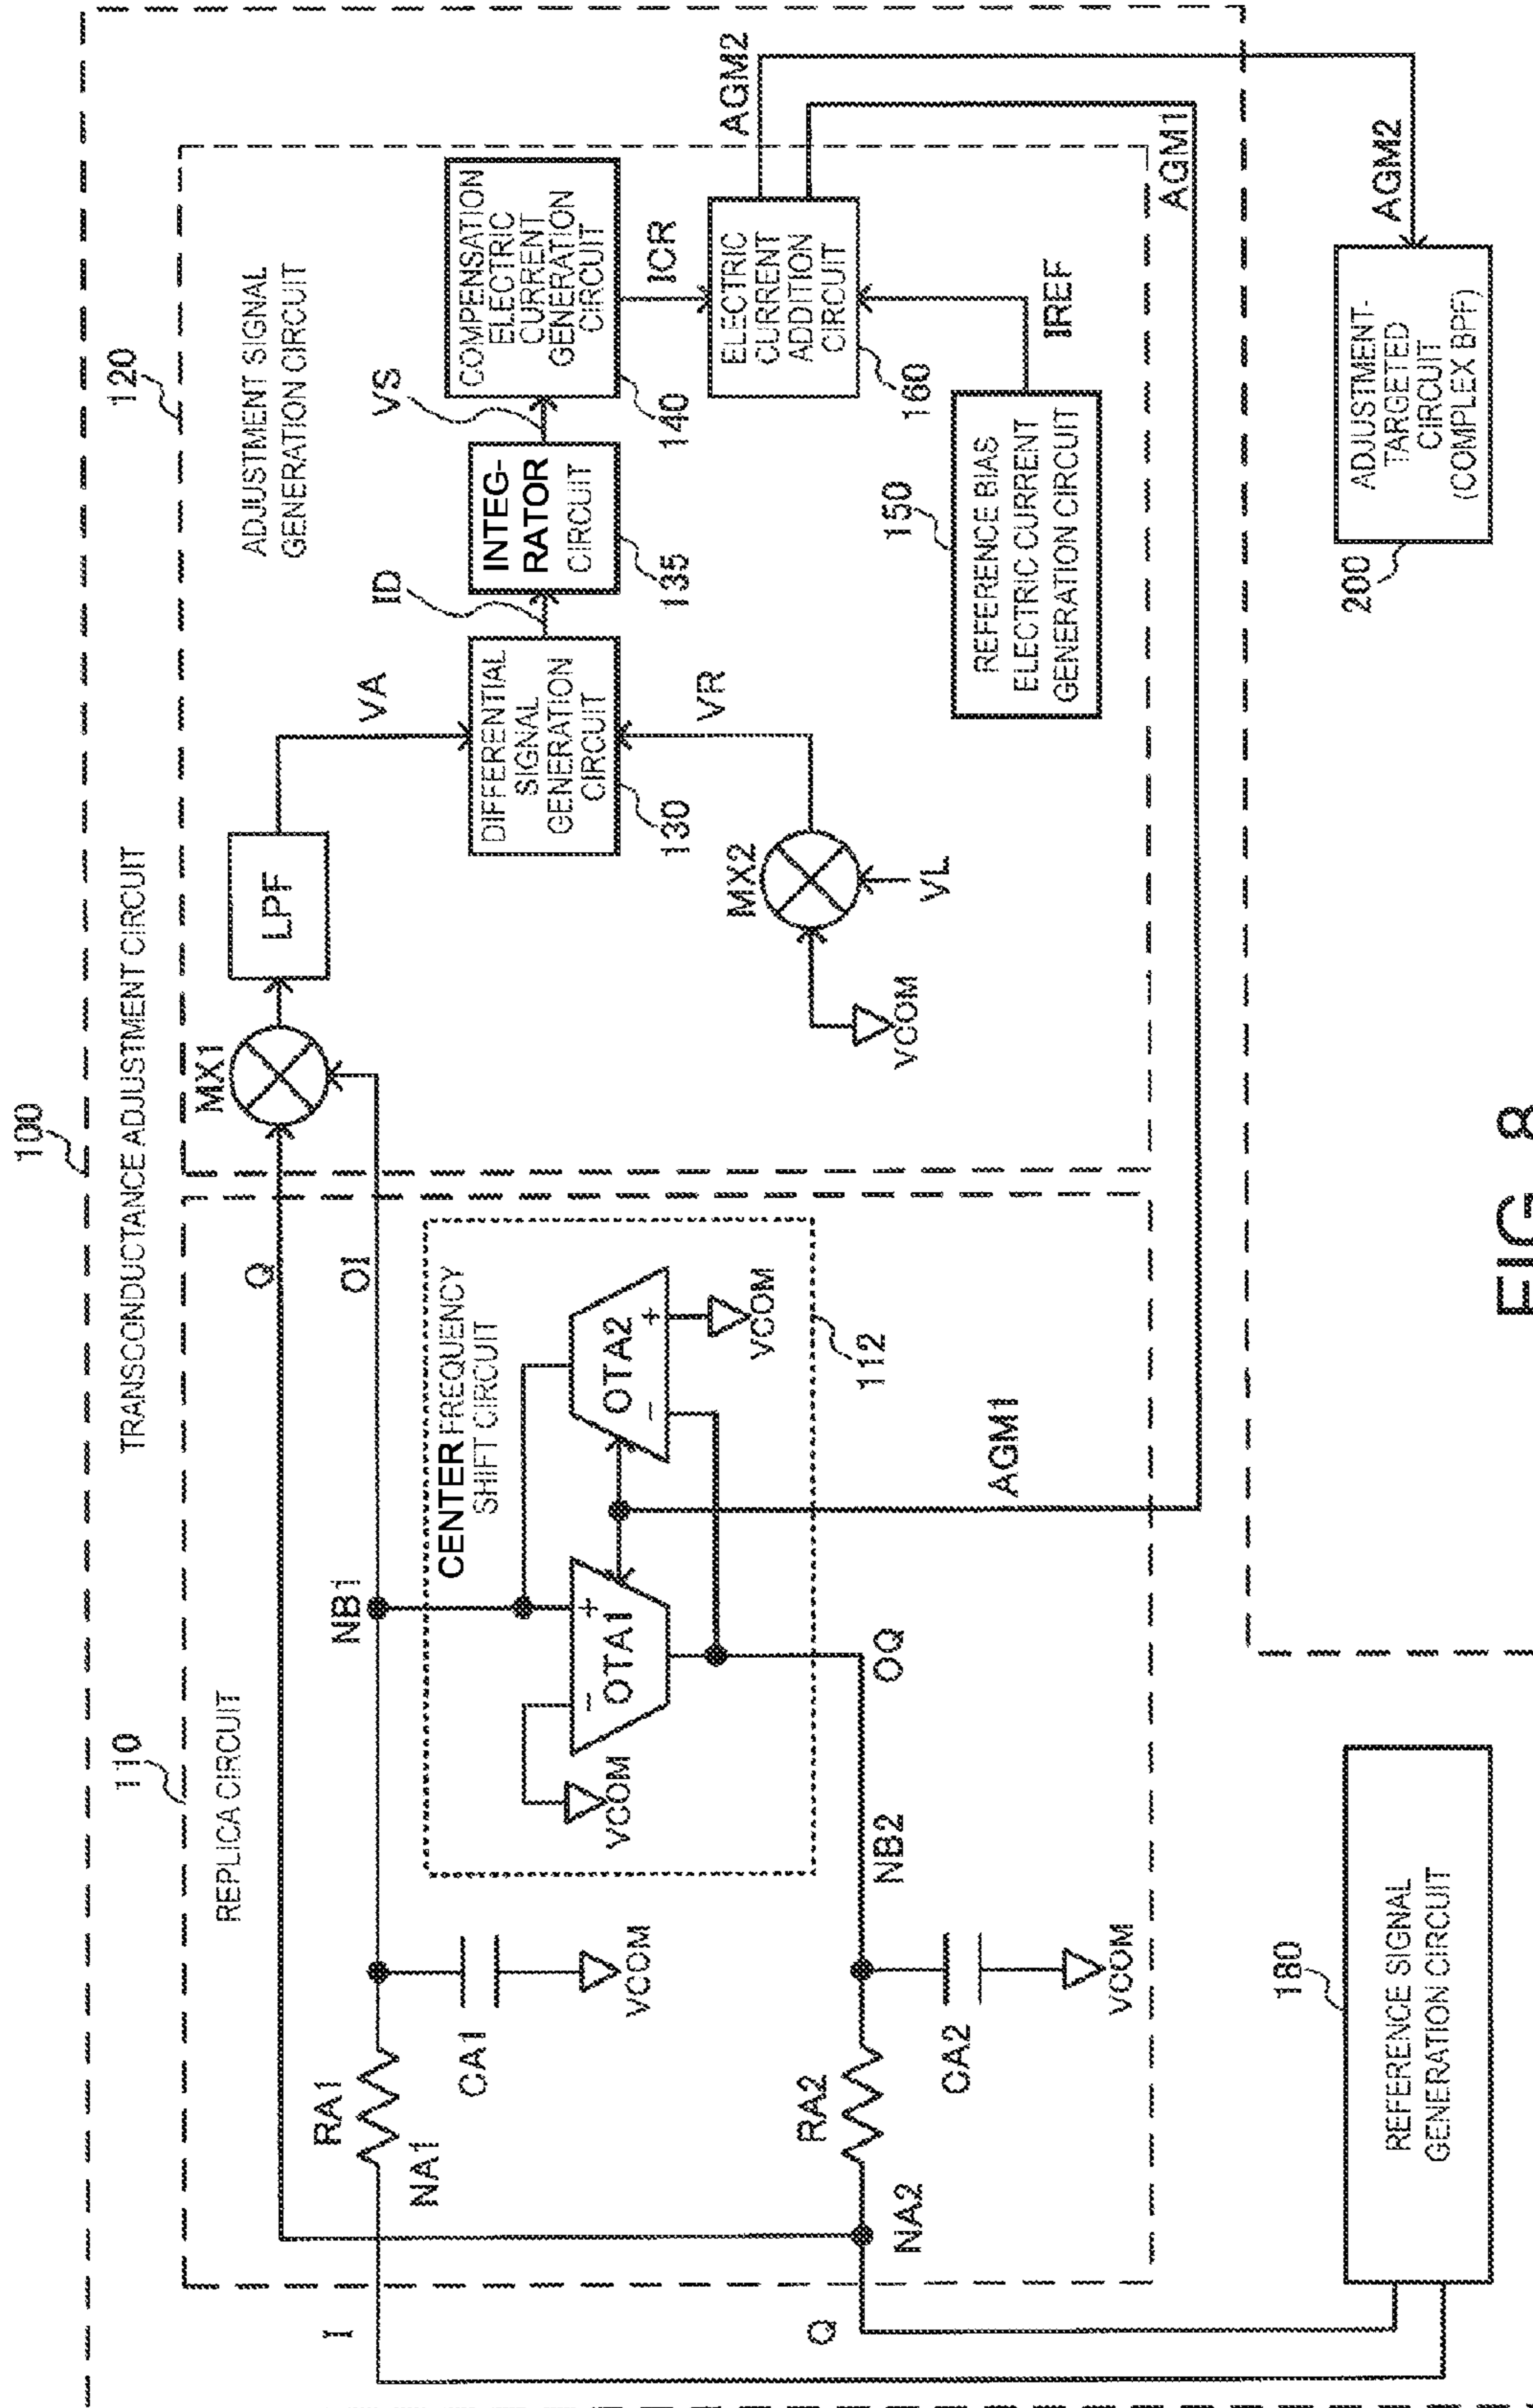 100
TRANSCONDUCTANCE ADJUSTMENT CIRCUIT
110
REPLICA CIRCUIT
120
ADJUSTMENT SIGNAL
GENERATION CIRCUIT
I
Q
NA1
RA1
CA1
VCOM
NB1
Q
OI
CENTER FREQUENCY
SHIFT CIRCUIT
VCOM
−
+
OTA1
OTA2
−
+
VCOM
112
NA2
RA2
CA2
VCOM
NB2
OQ
AGM1
MX1
LPF
VA
DIFFERENTIAL
SIGNAL
GENERATION
CIRCUIT
130
ID
INTEG-
RATOR
CIRCUIT
135
VS
COMPENSATION
ELECTRIC
CURRENT
GENERATION
CIRCUIT
140
ICR
VCOM
MX2
VL
VR
ELECTRIC
CURRENT
ADDITION
CIRCUIT
160
AGM2
150
REFERENCE BIAS
ELECTRIC CURRENT
GENERATION CIRCUIT
IREF
AGM1
180
REFERENCE SIGNAL
GENERATION CIRCUIT
200
ADJUSTMENT-
TARGETED
CIRCUIT
(COMPLEX BPF)
AGM2
FIG. 8